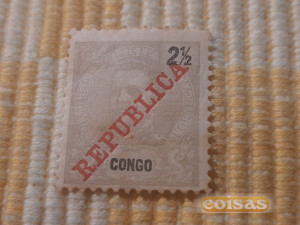 2½
REPUBLICA
CONGO
coisas